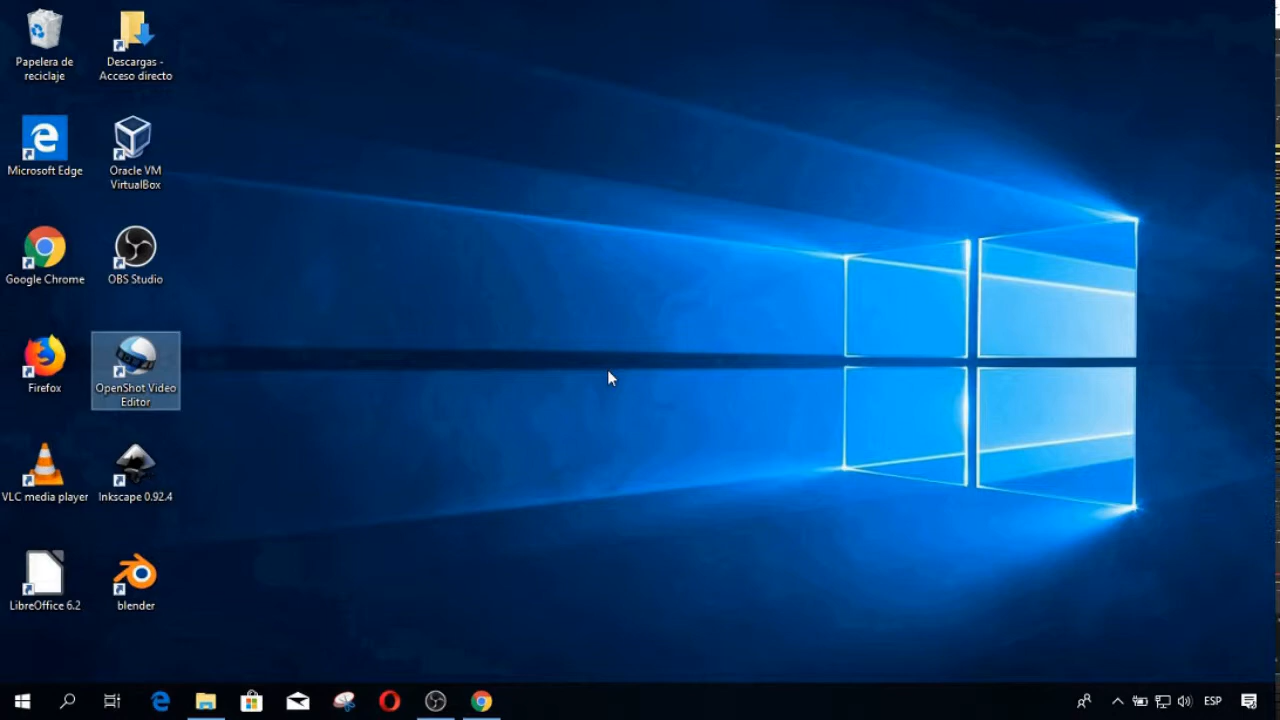 Papelera de
reciclaje
Descargas -
Acceso directo
Microsoft Edge
Oracle VM
VirtualBox
Google Chrome
OBS Studio
Firefox
OpenShot Video
Editor
VLC media player
Inkscape 0.92.4
LibreOffice 6.2
blender
ESP